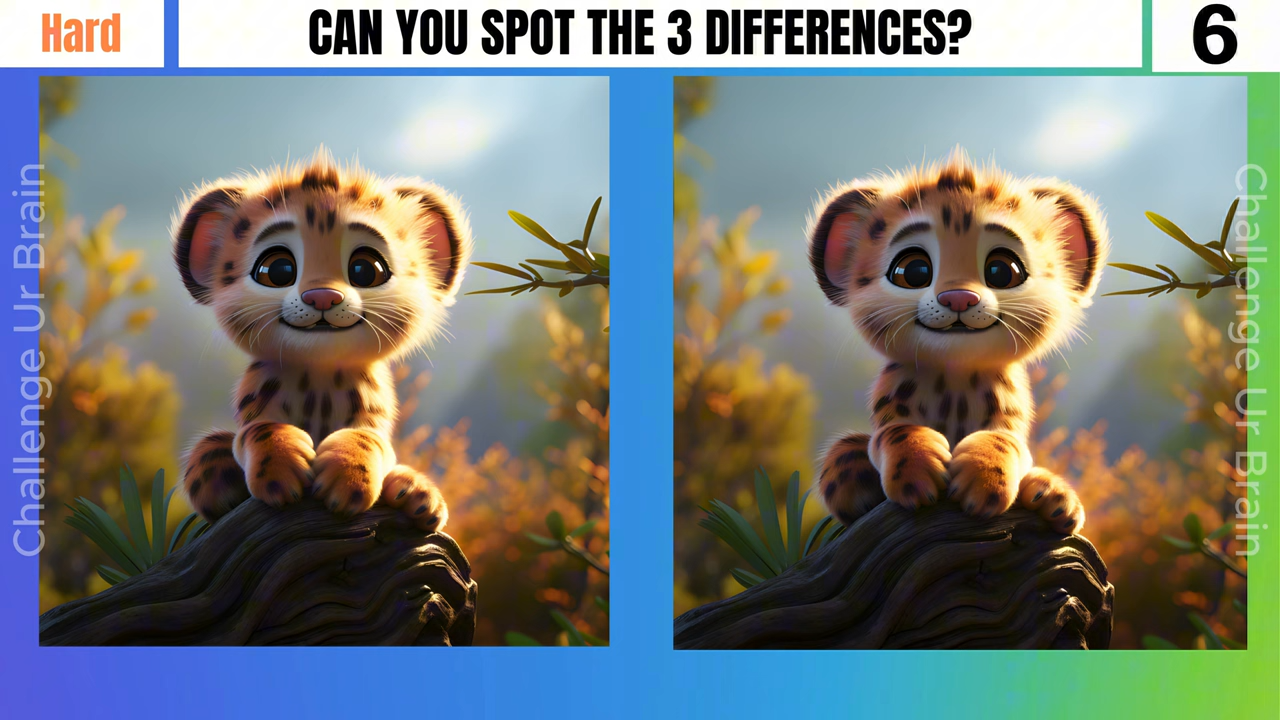 Hard
CAN YOU SPOT THE 3 DIFFERENCES?
6
Challenge Ur Brain
Challenge Ur Brain